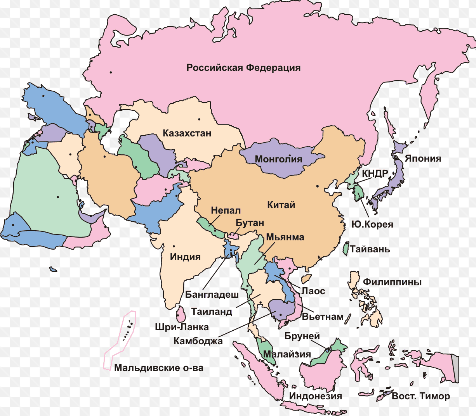 Российская Федерация
Казахстан
Монголия
Япония
КНДР
Китай
Непал
Бутан
Ю.Корея
Мьянма
Тайвань
Индия
Филиппины
Бангладеш
Лаос
Таиланд
Вьетнам
Шри-Ланка
Бруней
Камбоджа
Малайзия
Мальдивские о-ва
Индонезия
Вост. Тимор